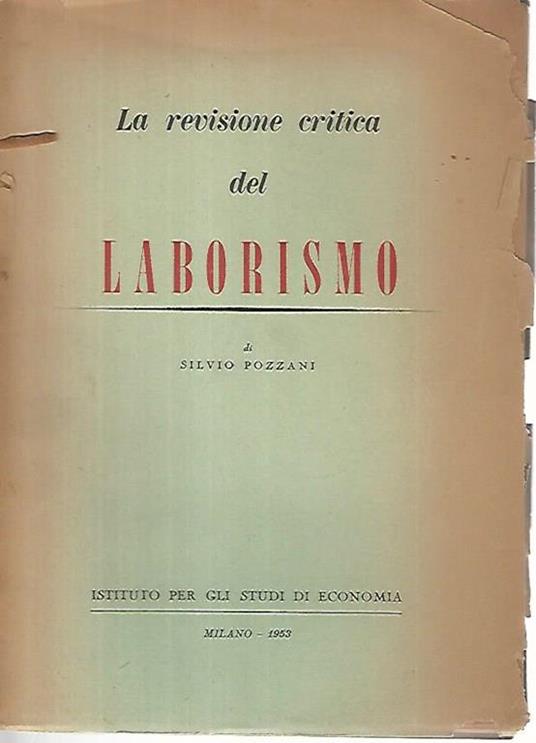 La revisione critica
del
LABORISMO
di
SILVIO POZZANI
ISTITUTO PER GLI STUDI DI ECONOMIA
MILANO - 1953